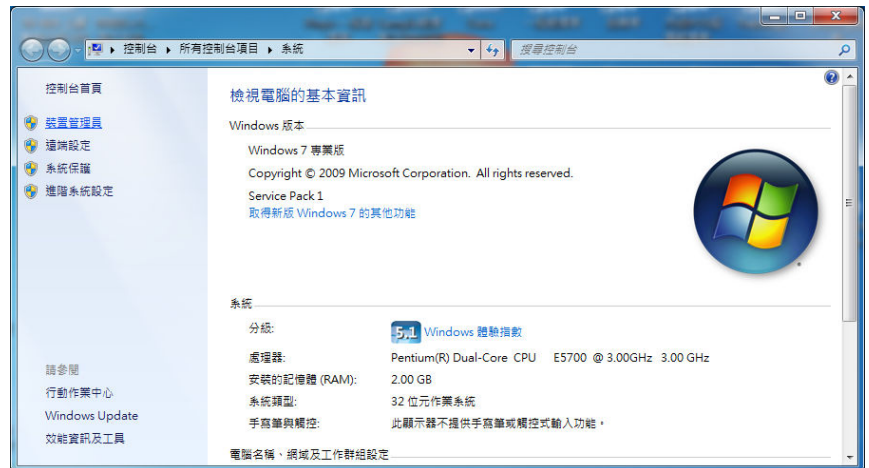 控制台 ▸ 所有控制台項目 ▸ 系統
搜尋控制台
控制台首頁
裝置管理員
遠端設定
系統保護
進階系統設定
請參閱
行動作業中心
Windows Update
效能資訊及工具
檢視電腦的基本資訊
Windows 版本
Windows 7 專業版
Copyright © 2009 Microsoft Corporation. All rights reserved.
Service Pack 1
取得新版 Windows 7 的其他功能
系統
分級: 5.1 Windows 體驗指數
處理器: Pentium(R) Dual-Core CPU E5700 @ 3.00GHz 3.00 GHz
安裝的記憶體 (RAM): 2.00 GB
系統類型: 32 位元作業系統
手寫筆與觸控: 此顯示器不提供手寫筆或觸控式輸入功能。
電腦名稱、網域及工作群組設定